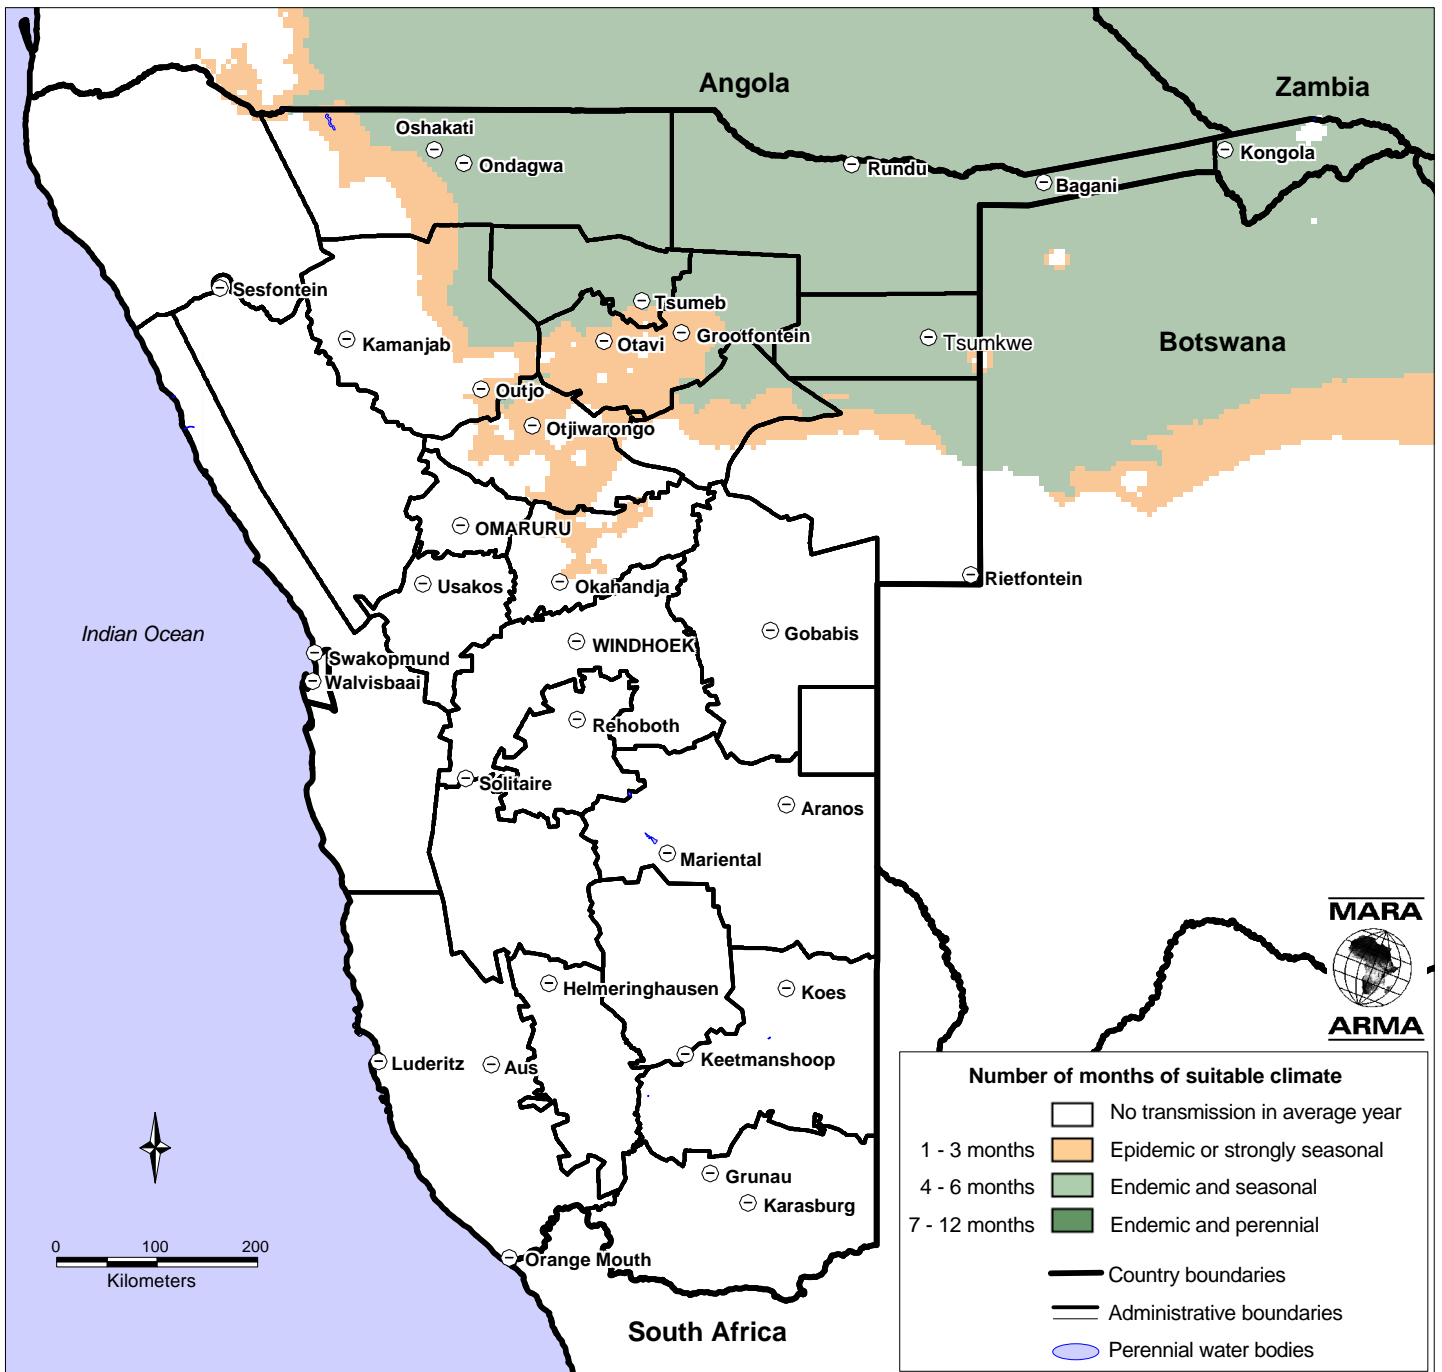 Angola
Zambia
Oshakati
Ondagwa
Rundu
Bagani
Kongola
Sesfontein
Tsumeb
Kamanjab
Otavi
Grootfontein
Tsumkwe
Botswana
Outjo
Otjiwarongo
OMARURU
Usakos
Okahandja
Rietfontein
Indian Ocean
Gobabis
WINDHOEK
Swakopmund
Walvisbaai
Rehoboth
Solitaire
Aranos
Mariental
MARA
ARMA
Helmeringhausen
Koes
Luderitz
Aus
Keetmanshoop
Grunau
Karasburg
Orange Mouth
South Africa
0 100 200
Kilometers
Number of months of suitable climate
No transmission in average year
1 - 3 months Epidemic or strongly seasonal
4 - 6 months Endemic and seasonal
7 - 12 months Endemic and perennial
Country boundaries
Administrative boundaries
Perennial water bodies